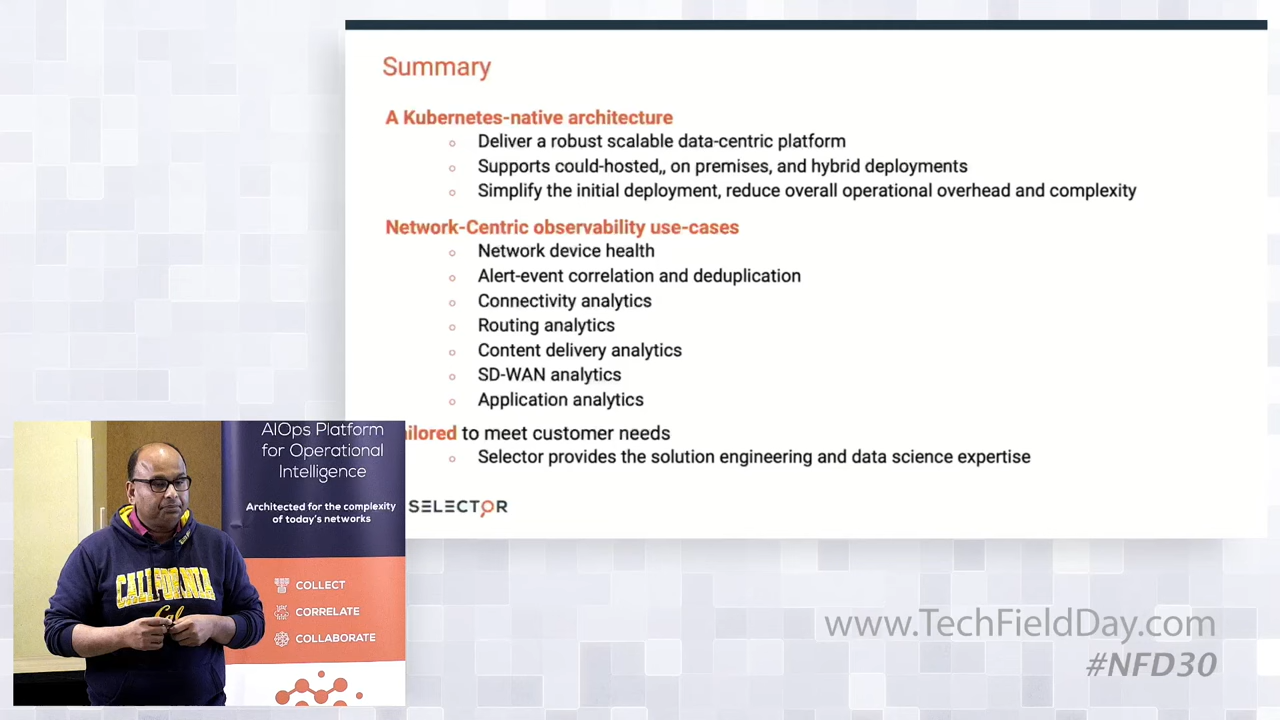 Summary
A Kubernetes-native architecture
Deliver a robust scalable data-centric platform
Supports could-hosted,, on premises, and hybrid deployments
Simplify the initial deployment, reduce overall operational overhead and complexity
Network-Centric observability use-cases
Network device health
Alert-event correlation and deduplication
Connectivity analytics
Routing analytics
Content delivery analytics
SD-WAN analytics
Application analytics
ilored to meet customer needs
Selector provides the solution engineering and data science expertise
SELECTOR
AIOps Platform
for Operational
Intelligence
Architected for the complexity
of today's networks
COLLECT
CORRELATE
COLLABORATE
CALIFORNIA
Cal
www.TechFieldDay.com
#NFD30